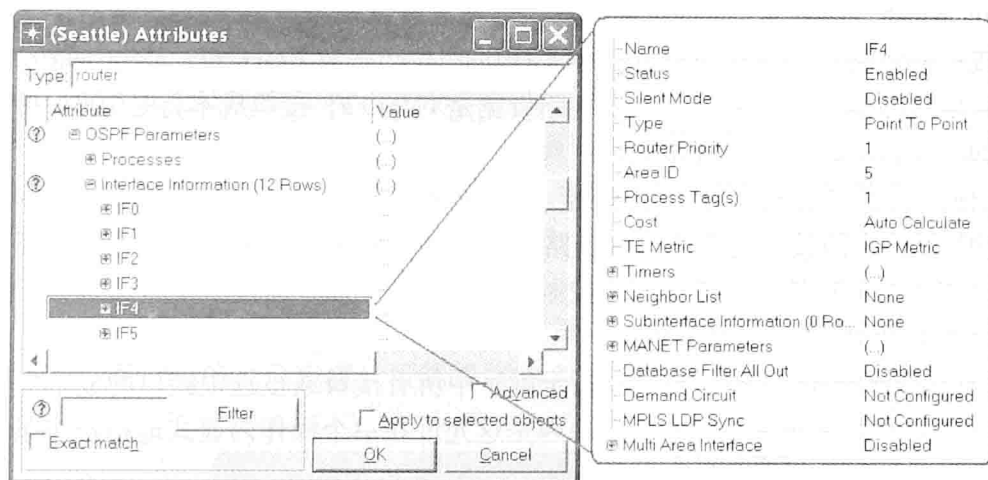 (Seattle) Attributes
Type: router
Attribute Value
OSPF Parameters (...)
Processes (...)
Interface Information (12 Rows) (...)
IF0 ...
IF1 ...
IF2 ...
IF3 ...
IF4 ...
IF5 ...
Advanced
Filter
Apply to selected objects
Exact match
OK
Cancel
Name IF4
Status Enabled
Silent Mode Disabled
Type Point To Point
Router Priority 1
Area ID 5
Process Tag(s) 1
Cost Auto Calculate
TE Metric IGP Metric
Timers (...)
Neighbor List None
Subinterface Information (0 Ro... None
MANET Parameters (...)
Database Filter All Out Disabled
Demand Circuit Not Configured
MPLS LDP Sync Not Configured
Multi Area Interface Disabled